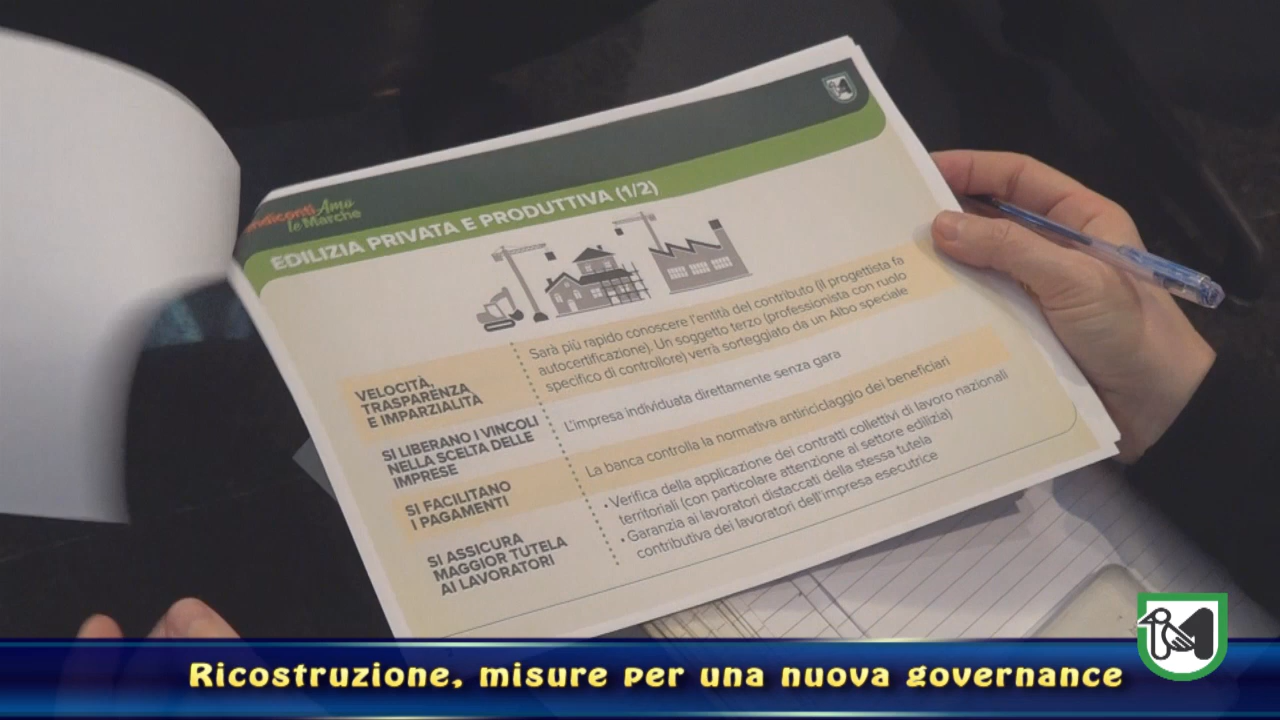 Amo
le Marche
EDILIZIA PRIVATA E PRODUTTIVA (1/2)
VELOCITÀ,
TRASPARENZA
E IMPARZIALITÀ
Sarà più rapido conoscere l'entità del contributo (il progettista fa
autocertificazione). Un soggetto terzo (professionista con ruolo
specifico di controllore) verrà sorteggiato da un Albo speciale
SI LIBERANO I VINCOLI
NELLA SCELTA DELLE
IMPRESE
L'impresa individuata direttamente senza gara
SI FACILITANO
I PAGAMENTI
La banca controlla la normativa antiriciclaggio dei beneficiari
SI ASSICURA
MAGGIOR TUTELA
AI LAVORATORI
• Verifica della applicazione dei contratti collettivi di lavoro nazionali
territoriali (con particolare attenzione al settore edilizia)
• Garanzia ai lavoratori distaccati della stessa tutela
contributiva dei lavoratori dell'impresa esecutrice
Ricostruzione, misure per una nuova governance